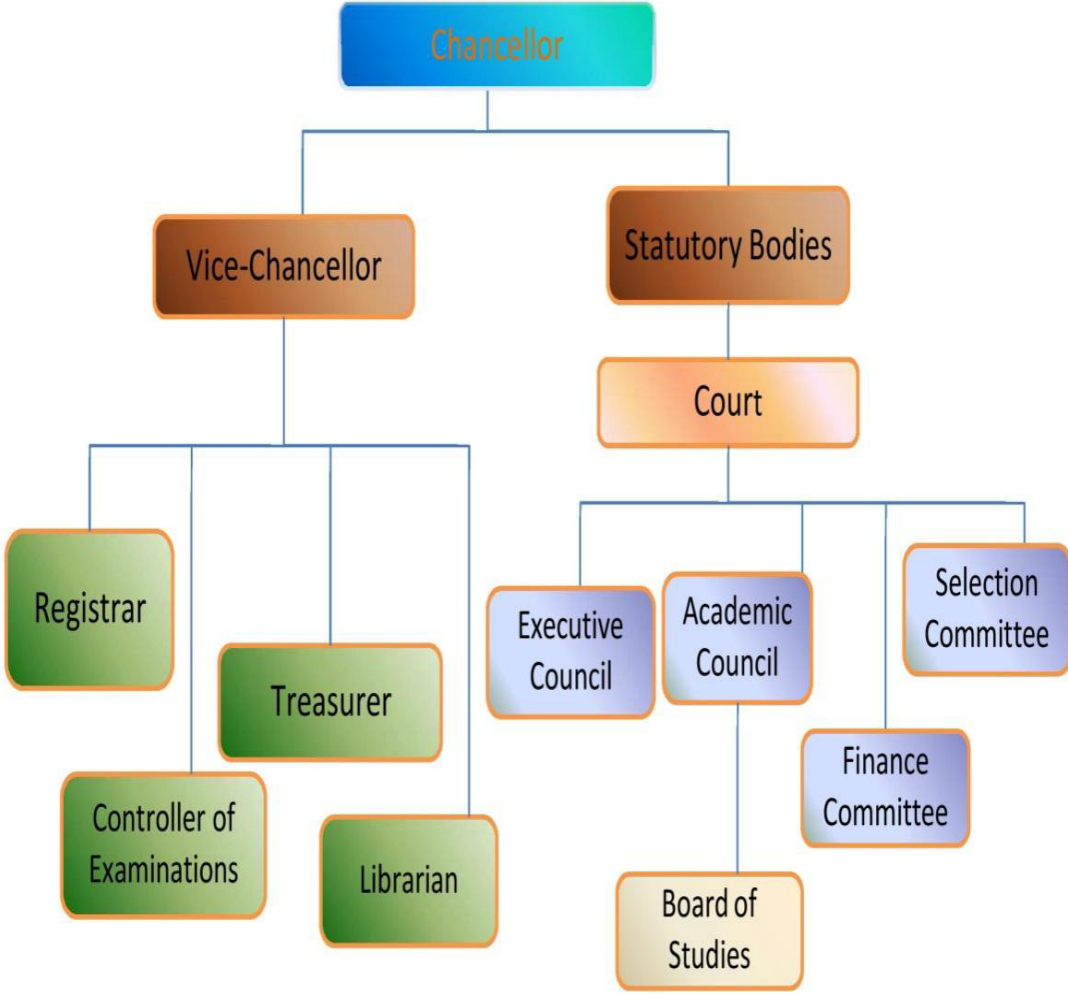 Chancellor
Vice-Chancellor
Statutory Bodies
Court
Registrar
Treasurer
Controller of
Examinations
Librarian
Executive
Council
Academic
Council
Selection
Committee
Finance
Committee
Board of
Studies